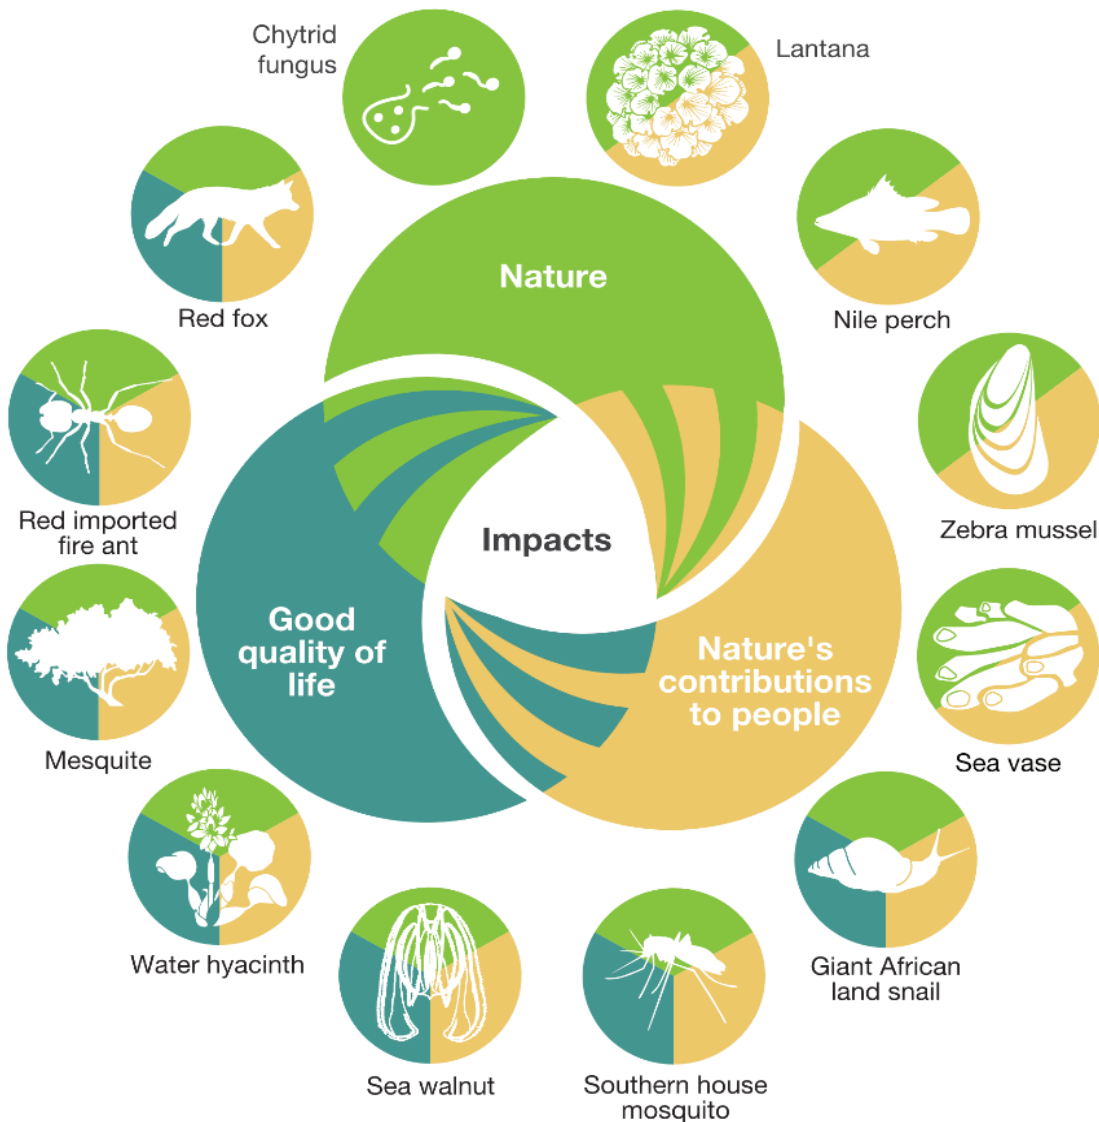 Chytrid
fungus
Lantana
Red fox
Nature
Nile perch
Red imported
fire ant
Zebra mussel
Impacts
Good
quality of
life
Nature's
contributions
to people
Mesquite
Sea vase
Water hyacinth
Giant African
land snail
Sea walnut
Southern house
mosquito